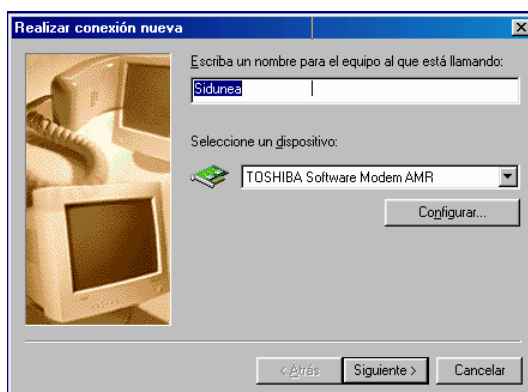 Realizar conexión nueva
Escriba un nombre para el equipo al que está llamando:
Sidunea
Seleccione un dispositivo:
TOSHIBA Software Modem AMR
Configurar...
< Atrás
Siguiente >
Cancelar